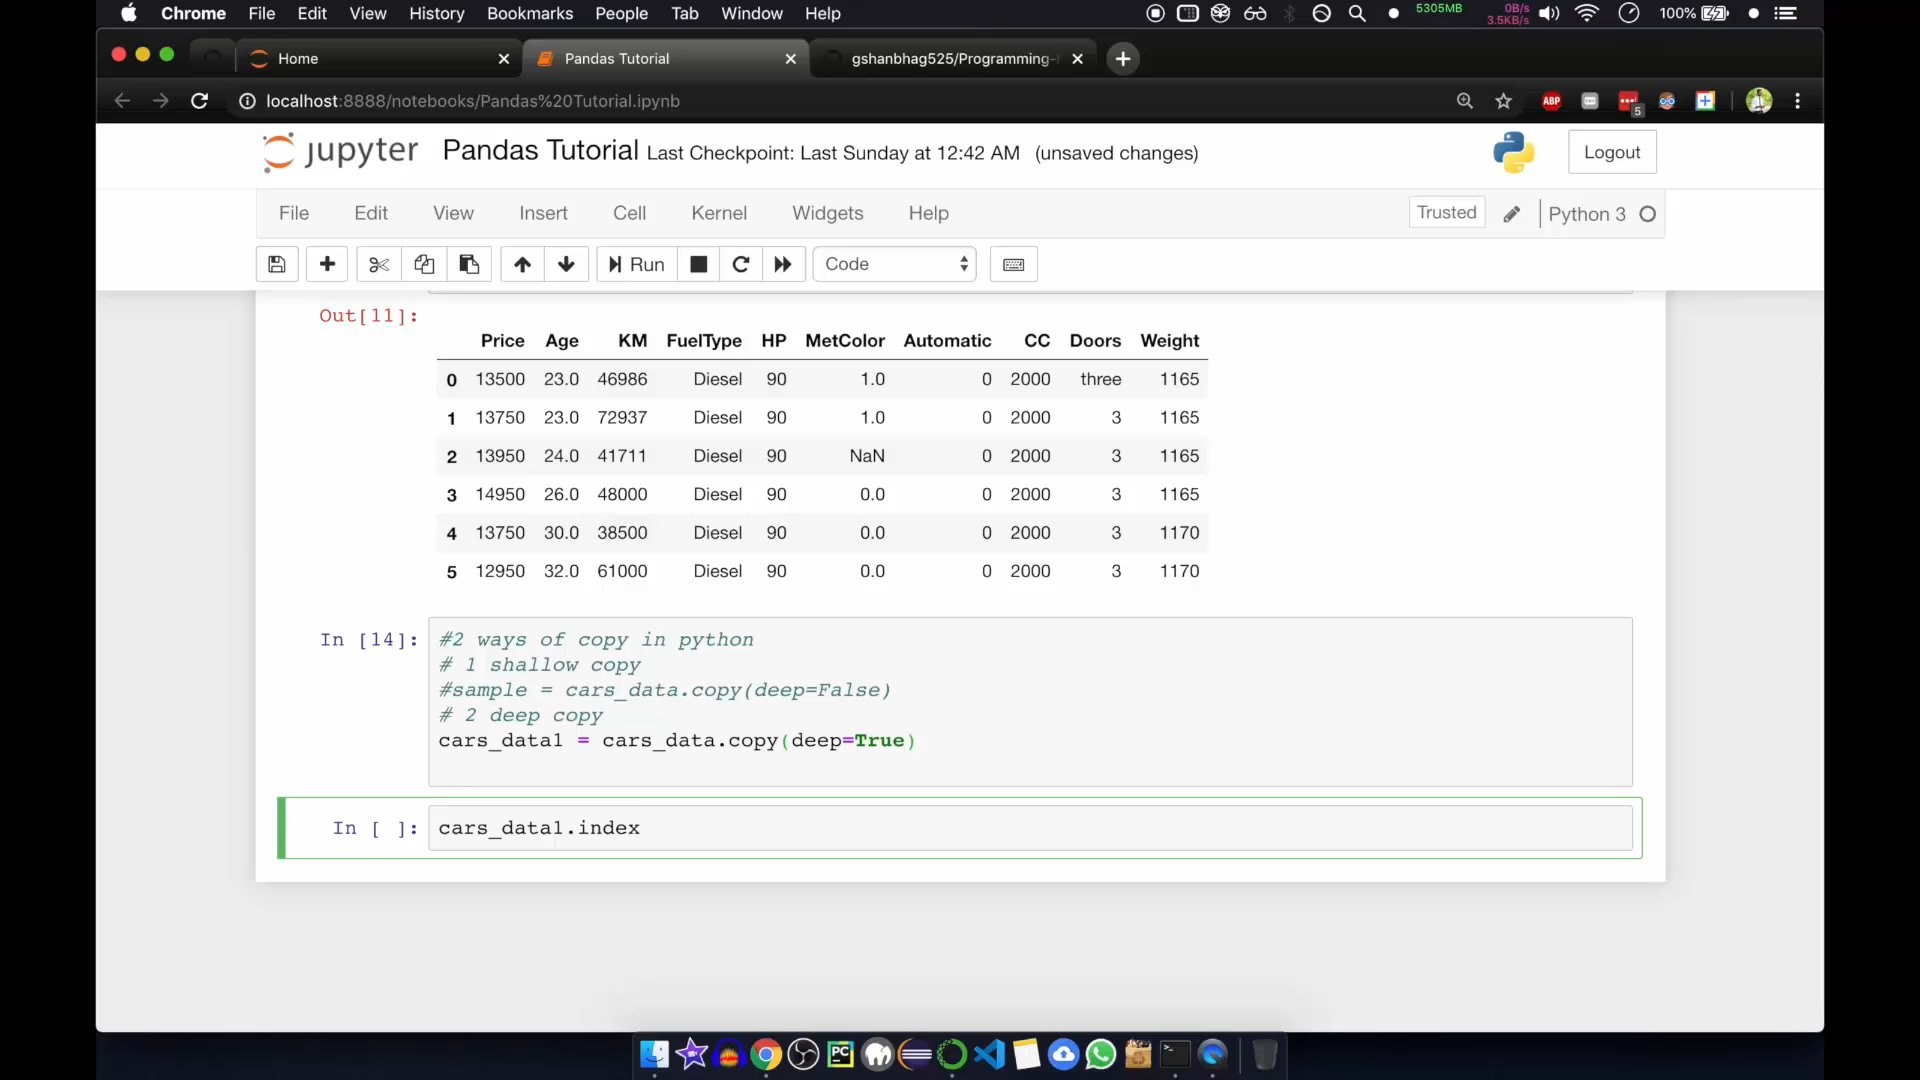 Chrome File Edit View History Bookmarks People Tab Window Help 5305MB 0B/s 3.5KB/s 100%
Home Pandas Tutorial gshanbhag525/Programming-
localhost:8888/notebooks/Pandas%20Tutorial.ipynb ABP 5
jupyter Pandas Tutorial Last Checkpoint: Last Sunday at 12:42 AM (unsaved changes) Logout
File Edit View Insert Cell Kernel Widgets Help Trusted Python 3
Run Code
Out[11]:
Price Age KM FuelType HP MetColor Automatic CC Doors Weight
0 13500 23.0 46986 Diesel 90 1.0 0 2000 three 1165
1 13750 23.0 72937 Diesel 90 1.0 0 2000 3 1165
2 13950 24.0 41711 Diesel 90 NaN 0 2000 3 1165
3 14950 26.0 48000 Diesel 90 0.0 0 2000 3 1165
4 13750 30.0 38500 Diesel 90 0.0 0 2000 3 1170
5 12950 32.0 61000 Diesel 90 0.0 0 2000 3 1170
In [14]: #2 ways of copy in python
# 1 shallow copy
#sample = cars_data.copy(deep=False)
# 2 deep copy
cars_data1 = cars_data.copy(deep=True)
In [ ]: cars_data1.index
PC